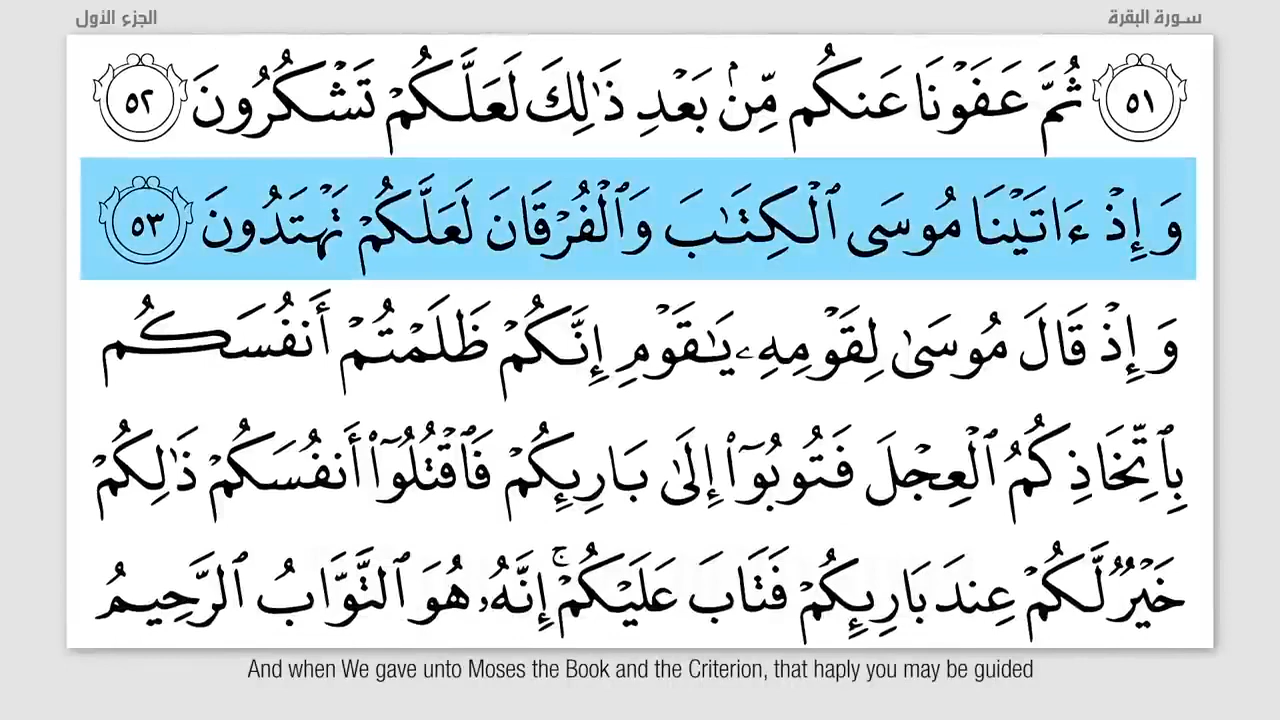 سورة البقرة
الجزء الأول
٥١ ثُمَّ عَفَوۡنَا عَنكُم مِّنۢ بَعۡدِ ذَٰلِكَ لَعَلَّكُمۡ تَشۡكُرُونَ ٥٢
وَإِذۡ ءَاتَيۡنَا مُوسَى ٱلۡكِتَٰبَ وَٱلۡفُرۡقَانَ لَعَلَّكُمۡ تَهۡتَدُونَ ٥٣
وَإِذۡ قَالَ مُوسَىٰ لِقَوۡمِهِۦ يَٰقَوۡمِ إِنَّكُمۡ ظَلَمۡتُمۡ أَنفُسَكُم
بِٱتِّخَاذِكُمُ ٱلۡعِجۡلَ فَتُوبُوٓاْ إِلَىٰ بَارِئِكُمۡ فَٱقۡتُلُوٓاْ أَنفُسَكُمۡ ذَٰلِكُمۡ
خَيۡرٞ لَّكُمۡ عِندَ بَارِئِكُمۡ فَتَابَ عَلَيۡكُمۡۚ إِنَّهُۥ هُوَ ٱلتَّوَّابُ ٱلرَّحِيمُ
And when We gave unto Moses the Book and the Criterion, that haply you may be guided